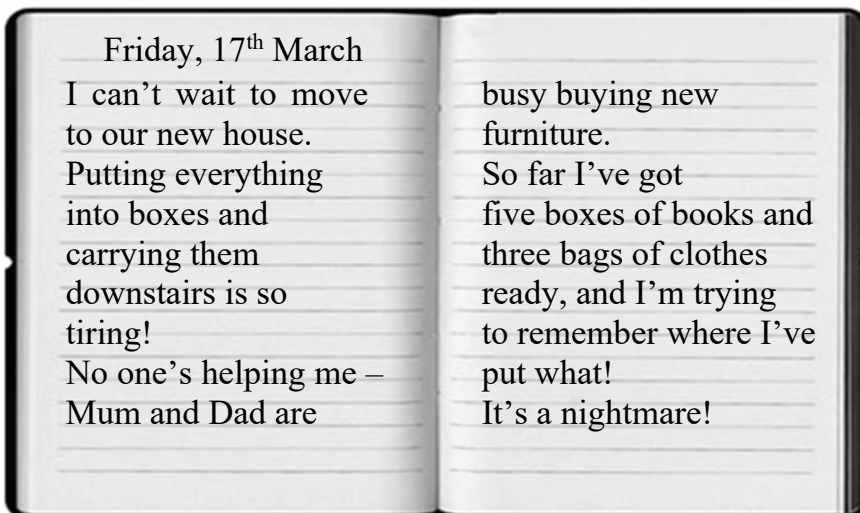 Friday, 17th March
I can’t wait to move
to our new house.
Putting everything
into boxes and
carrying them
downstairs is so
tiring!
No one’s helping me –
Mum and Dad are
busy buying new
furniture.
So far I’ve got
five boxes of books and
three bags of clothes
ready, and I’m trying
to remember where I’ve
put what!
It’s a nightmare!